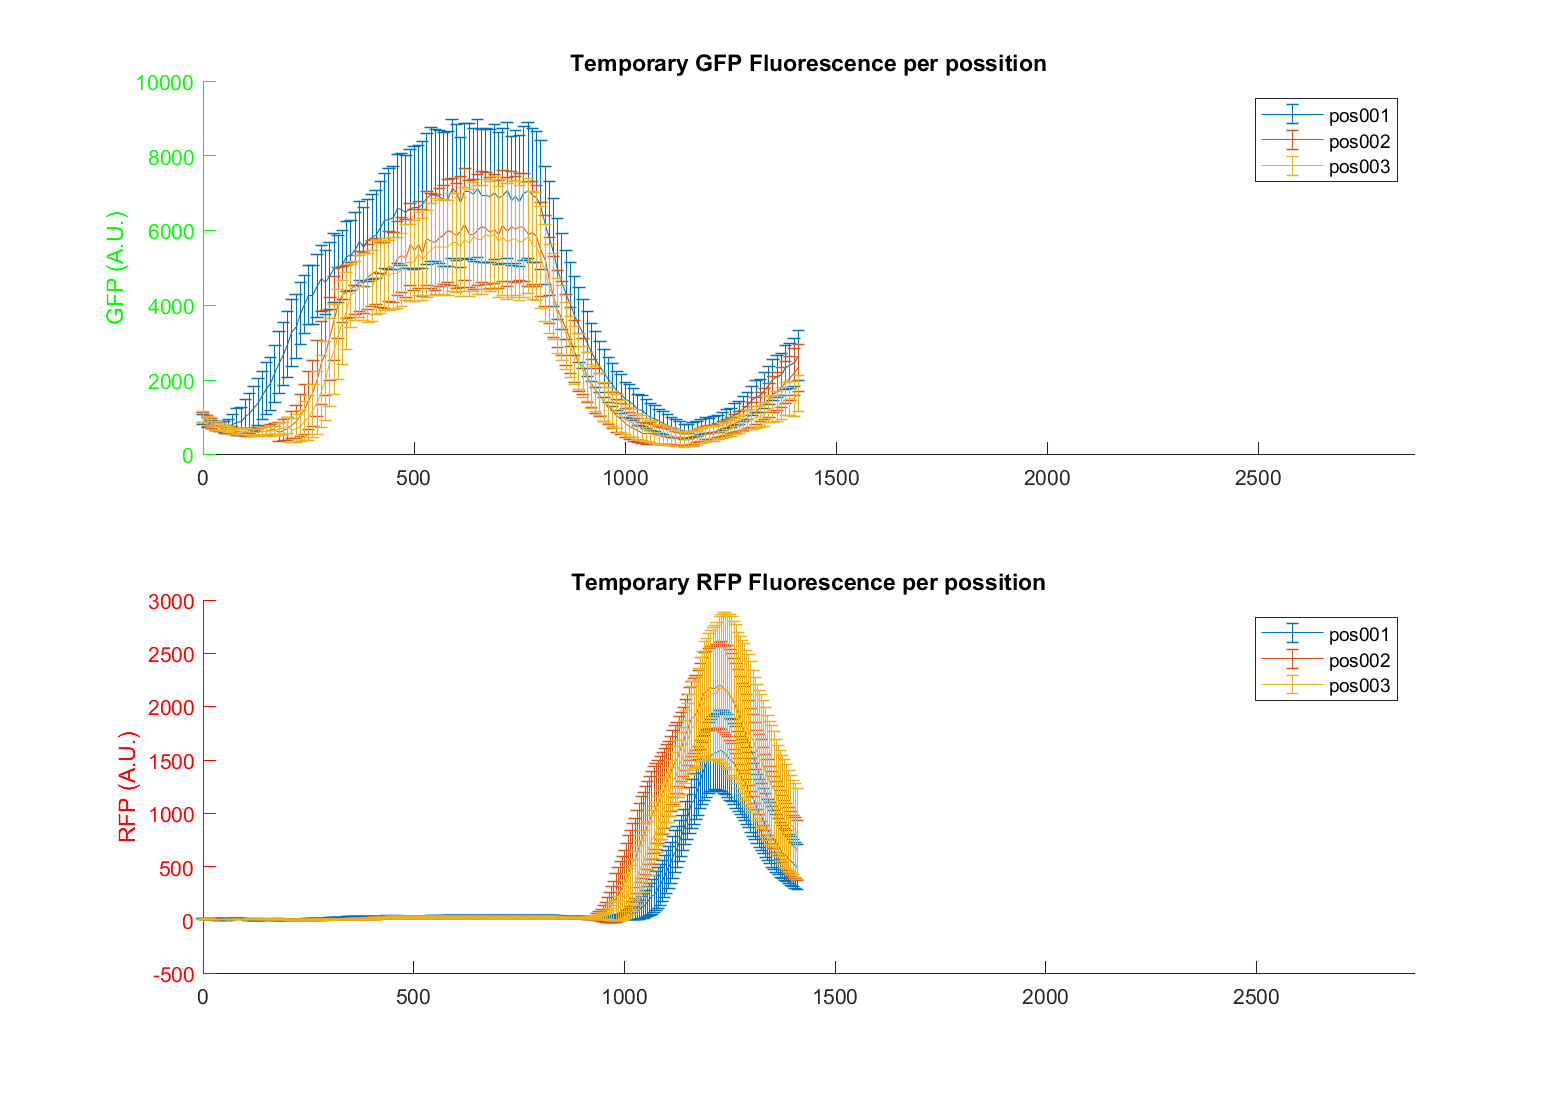 Temporary GFP Fluorescence per possition
10000
8000
6000
4000
2000
0
GFP (A.U.)
0 500 1000 1500 2000 2500
pos001
pos002
pos003
Temporary RFP Fluorescence per possition
3000
2500
2000
1500
1000
500
0
-500
RFP (A.U.)
0 500 1000 1500 2000 2500
pos001
pos002
pos003